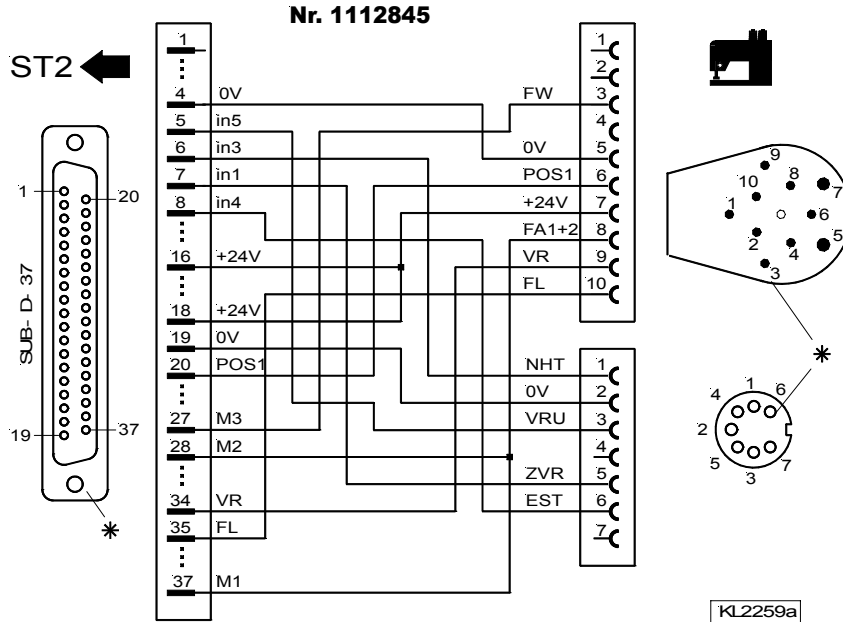 Nr. 1112845
ST2
1
4 0V
5 in5
6 in3
7 in1
8 in4
16 +24V
18 +24V
19 0V
20 POS1
27 M3
28 M2
34 VR
35 FL
37 M1
1
2
FW 3
4
0V 5
POS1 6
+24V 7
FA1+2 8
VR 9
FL 10
NHT 1
0V 2
VRU 3
4
ZVR 5
EST 6
7
1
20
SUB-D-37
19
37
9
8
7
10
1
6
2
4
5
3
1
4
6
2
5
7
3
KL2259a